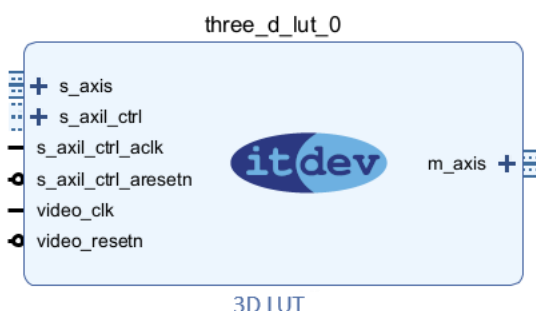 three_d_lut_0
s_axis
s_axil_ctrl
s_axil_ctrl_aclk
s_axil_ctrl_aresetn
video_clk
video_resetn
itdev
m_axis
3D LUT